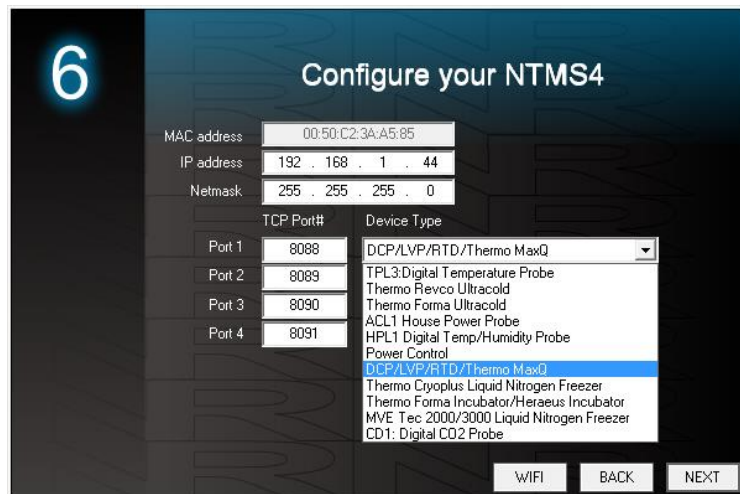 6
Configure your NTMS4
MAC address 00:50:C2:3A:A5:85
IP address 192 . 168 . 1 . 44
Netmask 255 . 255 . 255 . 0
TCP Port# Device Type
Port 1 8088 DCP/LVP/RTD/Thermo MaxQ
Port 2 8089
Port 3 8090
Port 4 8091
TPL3:Digital Temperature Probe
Thermo Revco Ultracold
Thermo Forma Ultracold
ACL1 House Power Probe
HPL1 Digital Temp/Humidity Probe
Power Control
DCP/LVP/RTD/Thermo MaxQ
Thermo Cryoplus Liquid Nitrogen Freezer
Thermo Forma Incubator/Heraeus Incubator
MVE Tec 2000/3000 Liquid Nitrogen Freezer
CD1: Digital CO2 Probe
WIFI BACK NEXT